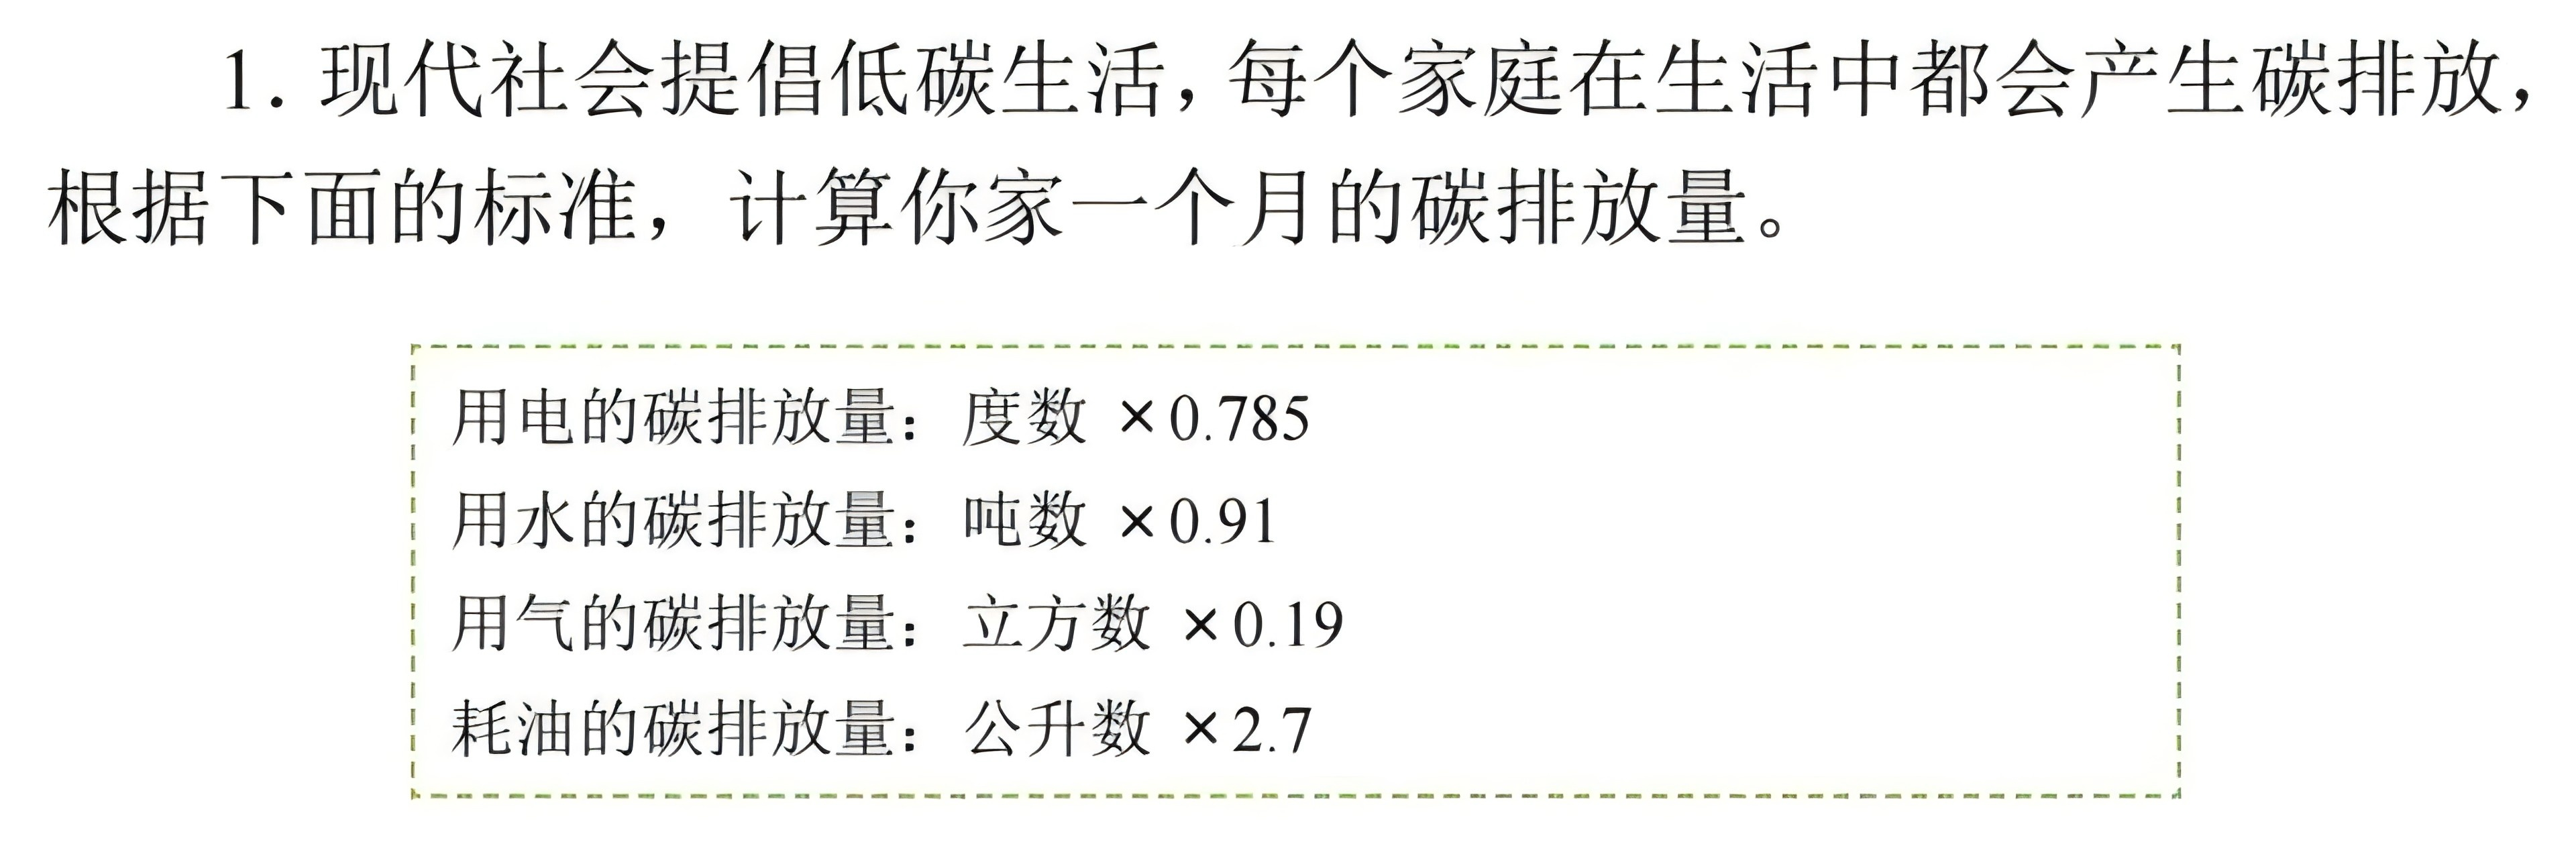 1. 现代社会提倡低碳生活，每个家庭在生活中都会产生碳排放，
根据下面的标准，计算你家一个月的碳排放量。
用电的碳排放量：度数 ×0.785
用水的碳排放量：吨数 ×0.91
用气的碳排放量：立方数 ×0.19
耗油的碳排放量：公升数 ×2.7